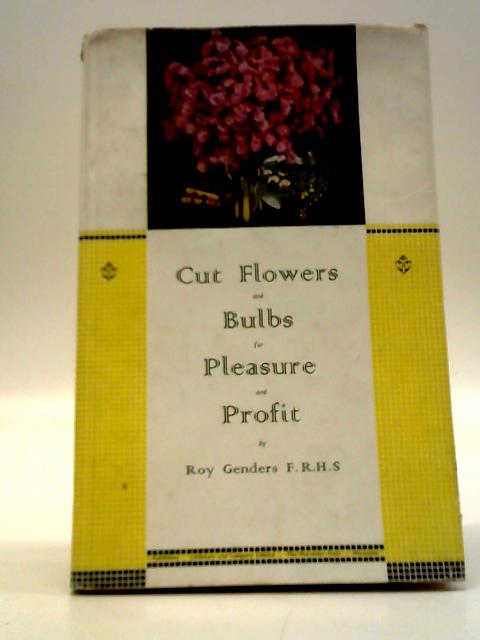 Cut Flowers
and
Bulbs
for
Pleasure
and
Profit
by
Roy Genders F.R.H.S